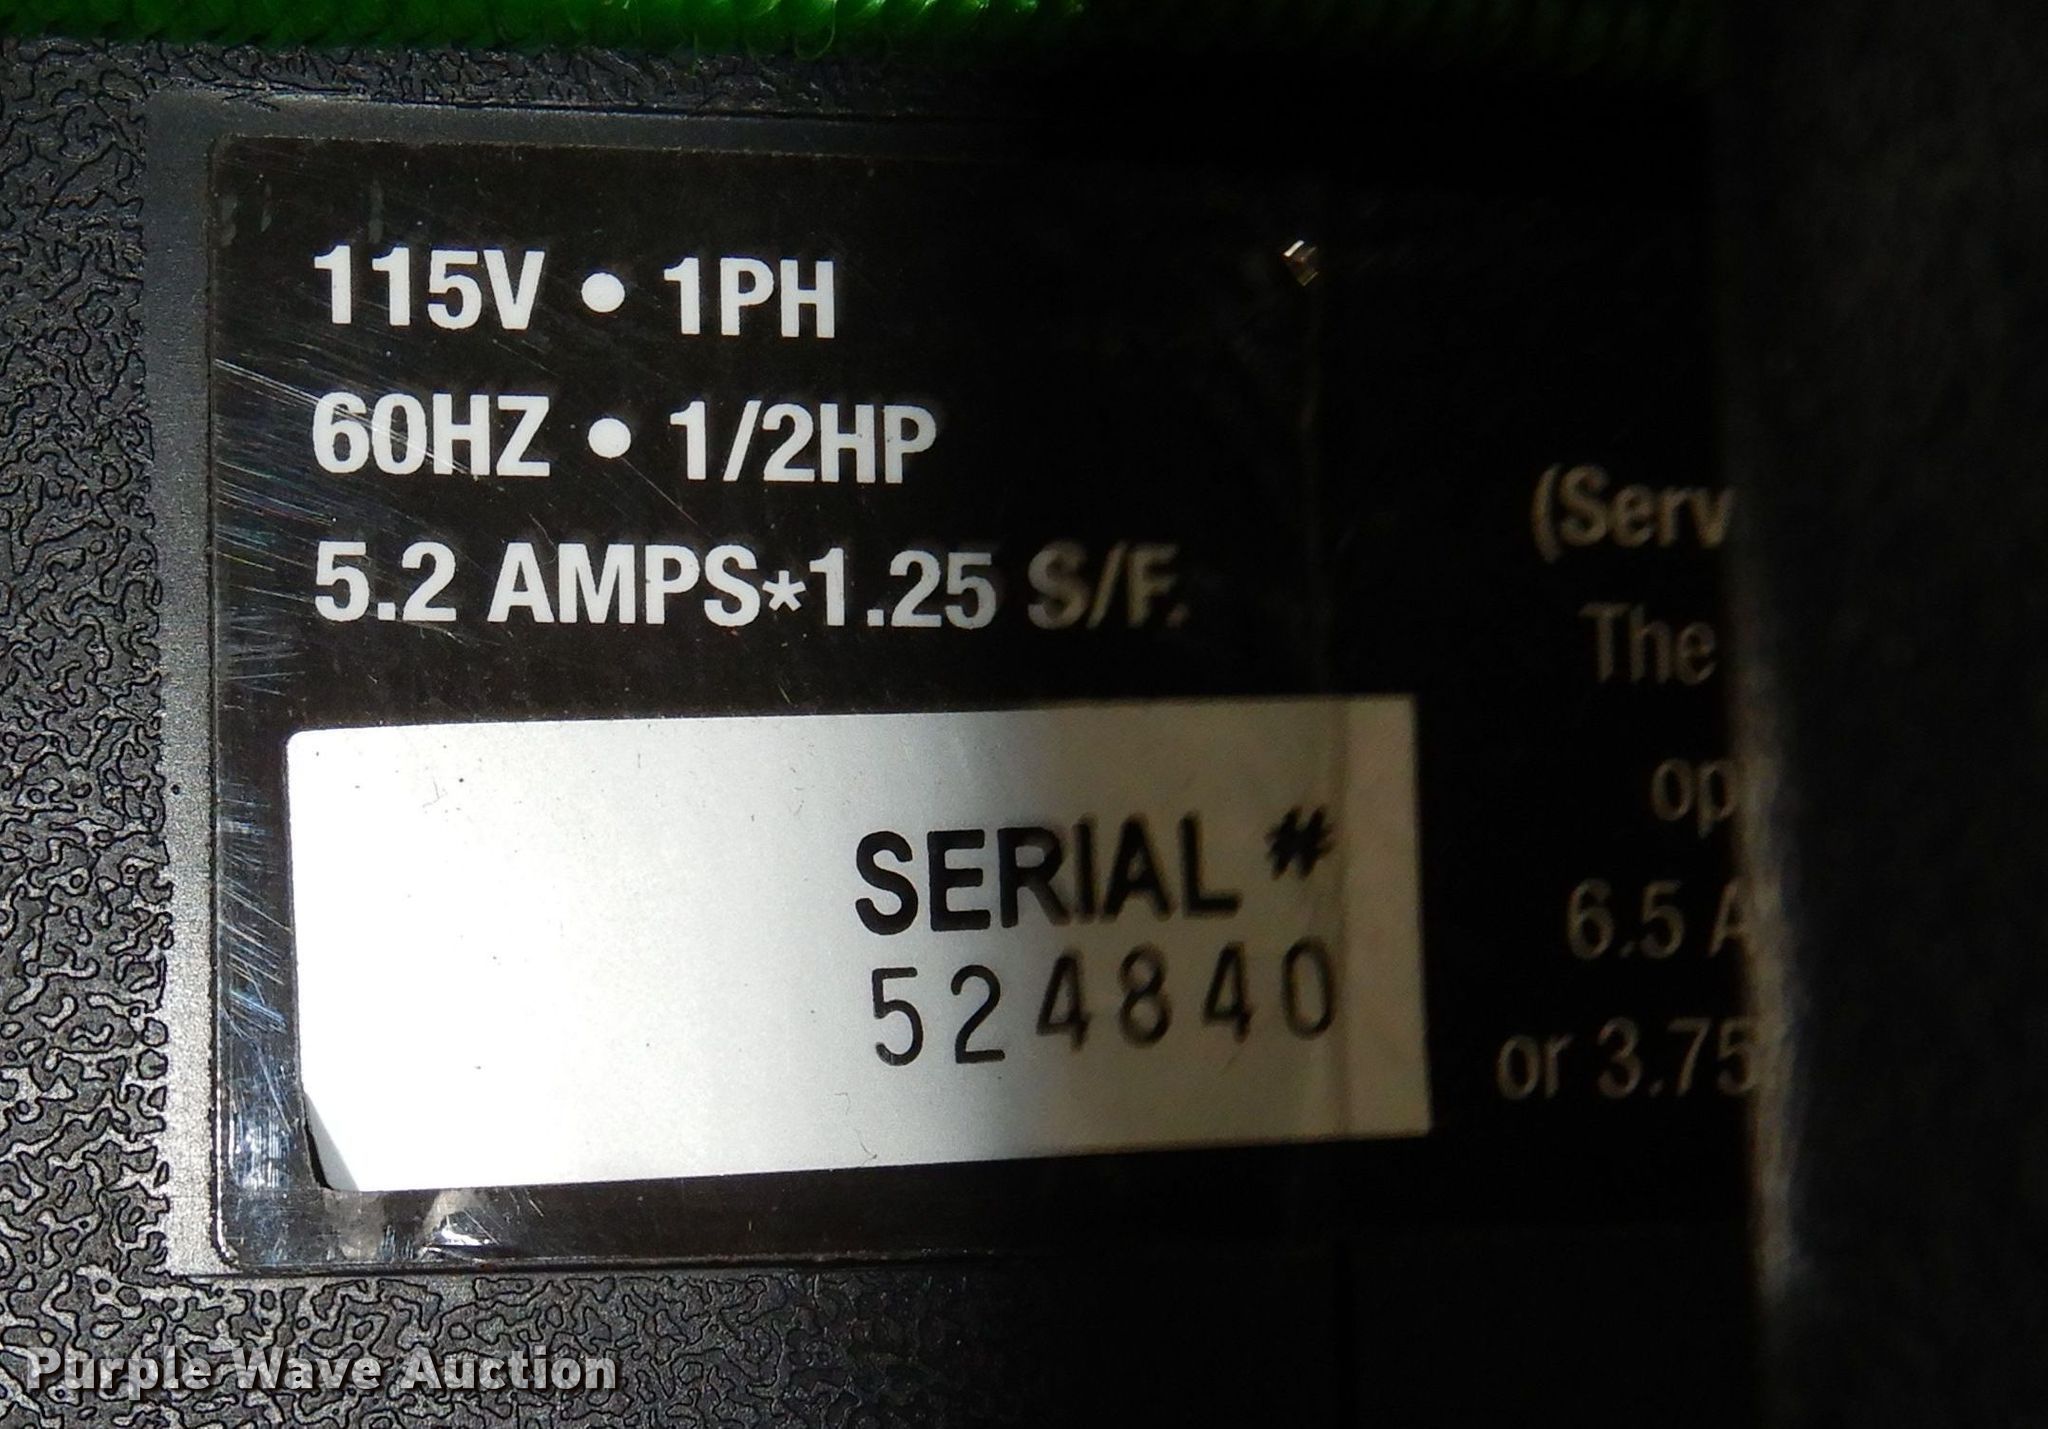 115V • 1PH
60HZ • 1/2HP
5.2 AMPS*1.25 S/F.
SERIAL #
524840
(Serv
The
op
6.5 A
or 3.75
Purple Wave Auction